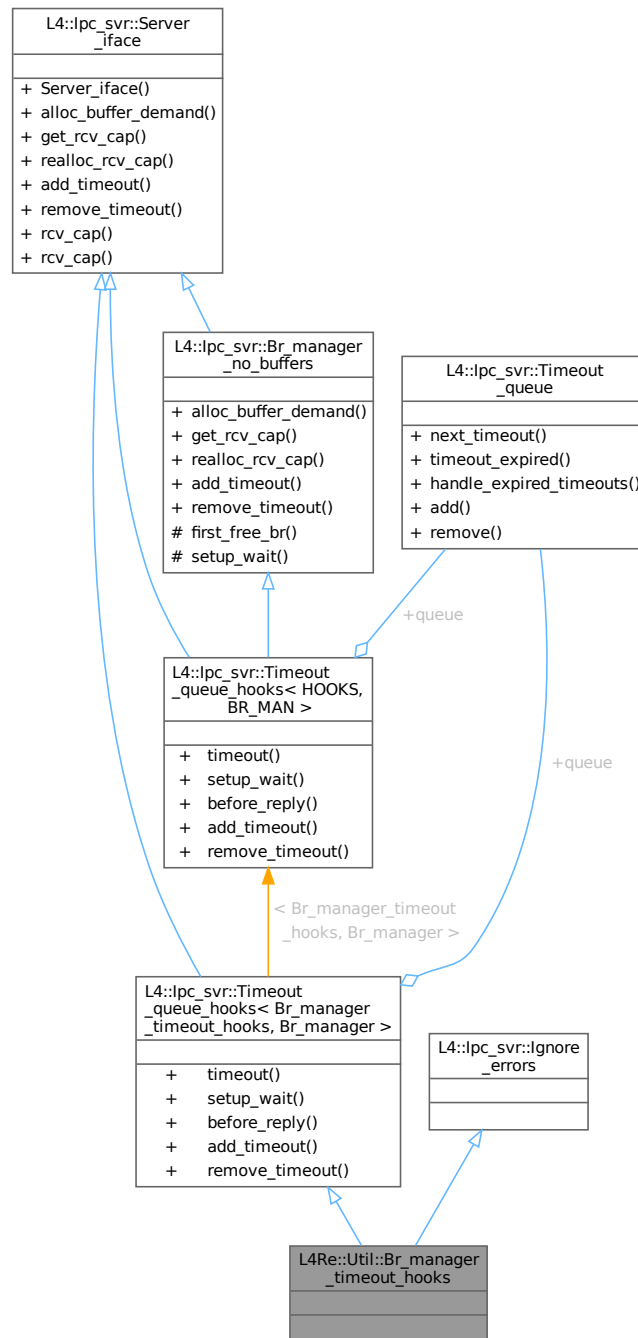 L4::Ipc_svr::Server
_iface
+ Server_iface()
+ alloc_buffer_demand()
+ get_rcv_cap()
+ realloc_rcv_cap()
+ add_timeout()
+ remove_timeout()
+ rcv_cap()
+ rcv_cap()
L4::Ipc_svr::Br_manager
_no_buffers
+ alloc_buffer_demand()
+ get_rcv_cap()
+ realloc_rcv_cap()
+ add_timeout()
+ remove_timeout()
# first_free_br()
# setup_wait()
L4::Ipc_svr::Timeout
_queue
+ next_timeout()
+ timeout_expired()
+ handle_expired_timeouts()
+ add()
+ remove()
+queue
L4::Ipc_svr::Timeout
_queue_hooks< HOOKS,
BR_MAN >
+ timeout()
+ setup_wait()
+ before_reply()
+ add_timeout()
+ remove_timeout()
+queue
< Br_manager_timeout
_hooks, Br_manager >
L4::Ipc_svr::Timeout
_queue_hooks< Br_manager
_timeout_hooks, Br_manager >
+ timeout()
+ setup_wait()
+ before_reply()
+ add_timeout()
+ remove_timeout()
L4::Ipc_svr::Ignore
_errors
L4Re::Util::Br_manager
_timeout_hooks